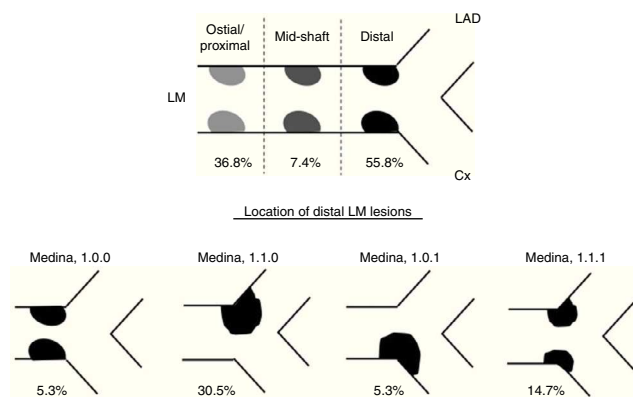 LAD
Ostial/
proximal
Mid-shaft
Distal
LM
36.8%
7.4%
55.8%
Cx
Location of distal LM lesions
Medina, 1.0.0
Medina, 1.1.0
Medina, 1.0.1
Medina, 1.1.1
5.3%
30.5%
5.3%
14.7%